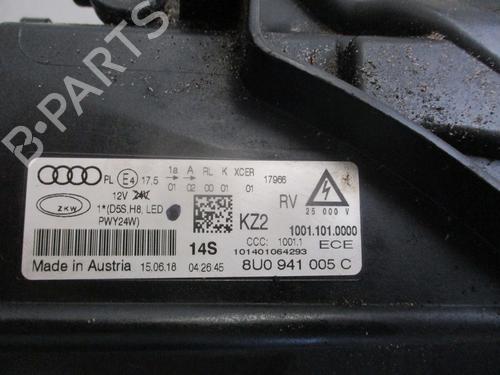 B-PARTS
PL E4 17,5 1a A RL K XCER 17966
01 02 00 01 01
12V
ZKW
1*(D5S,H8, LED
PWY24W)
KZ2
RV
25 000 V
1001.101.0000
14S
CCC: 1001.1
ECE
101401064293
Made in Austria 15.06.18 04:26:45 8U0 941 005 C